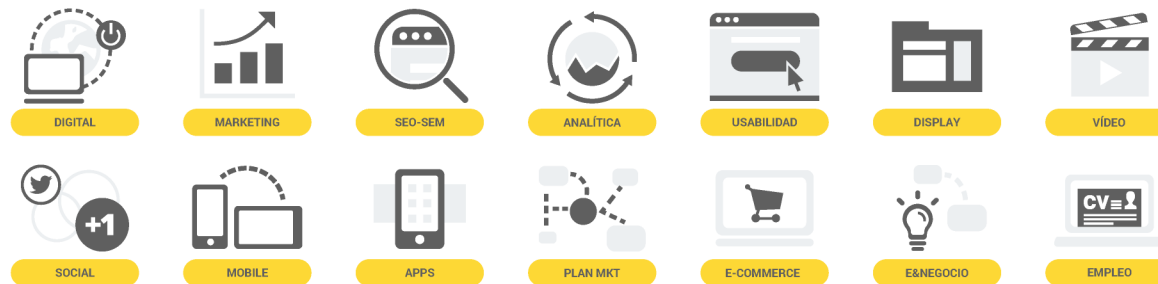 DIGITAL
MARKETING
SEO-SEM
ANALÍTICA
USABILIDAD
DISPLAY
VÍDEO
+1
CV
SOCIAL
MOBILE
APPS
PLAN MKT
E-COMMERCE
E&NEGOCIO
EMPLEO